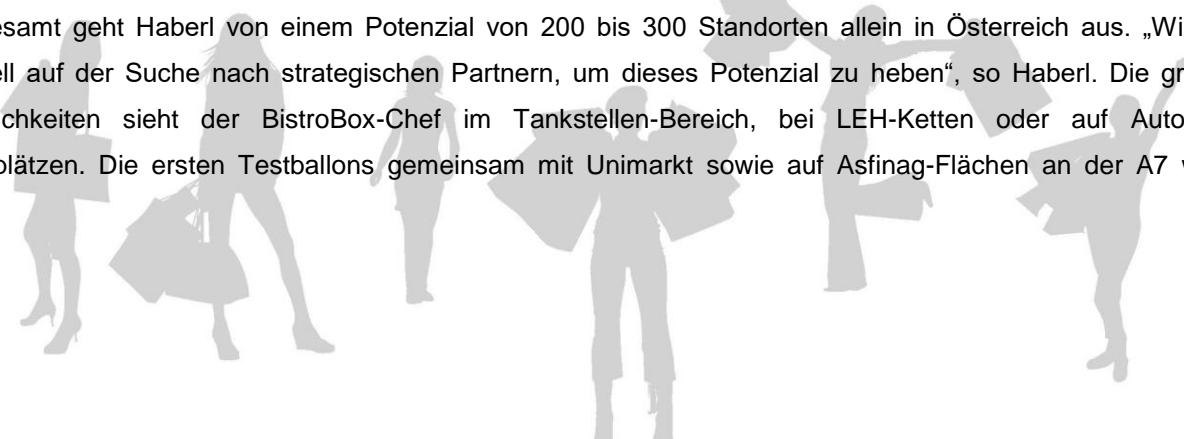 esamt geht Haberl von einem Potenzial von 200 bis 300 Standorten allein in Österreich aus. „Wi
ell auf der Suche nach strategischen Partnern, um dieses Potenzial zu heben“, so Haberl. Die gr
ichkeiten sieht der BistroBox-Chef im Tankstellen-Bereich, bei LEH-Ketten oder auf Auto
plätzen. Die ersten Testballons gemeinsam mit Unimarkt sowie auf Asfinag-Flächen an der A7